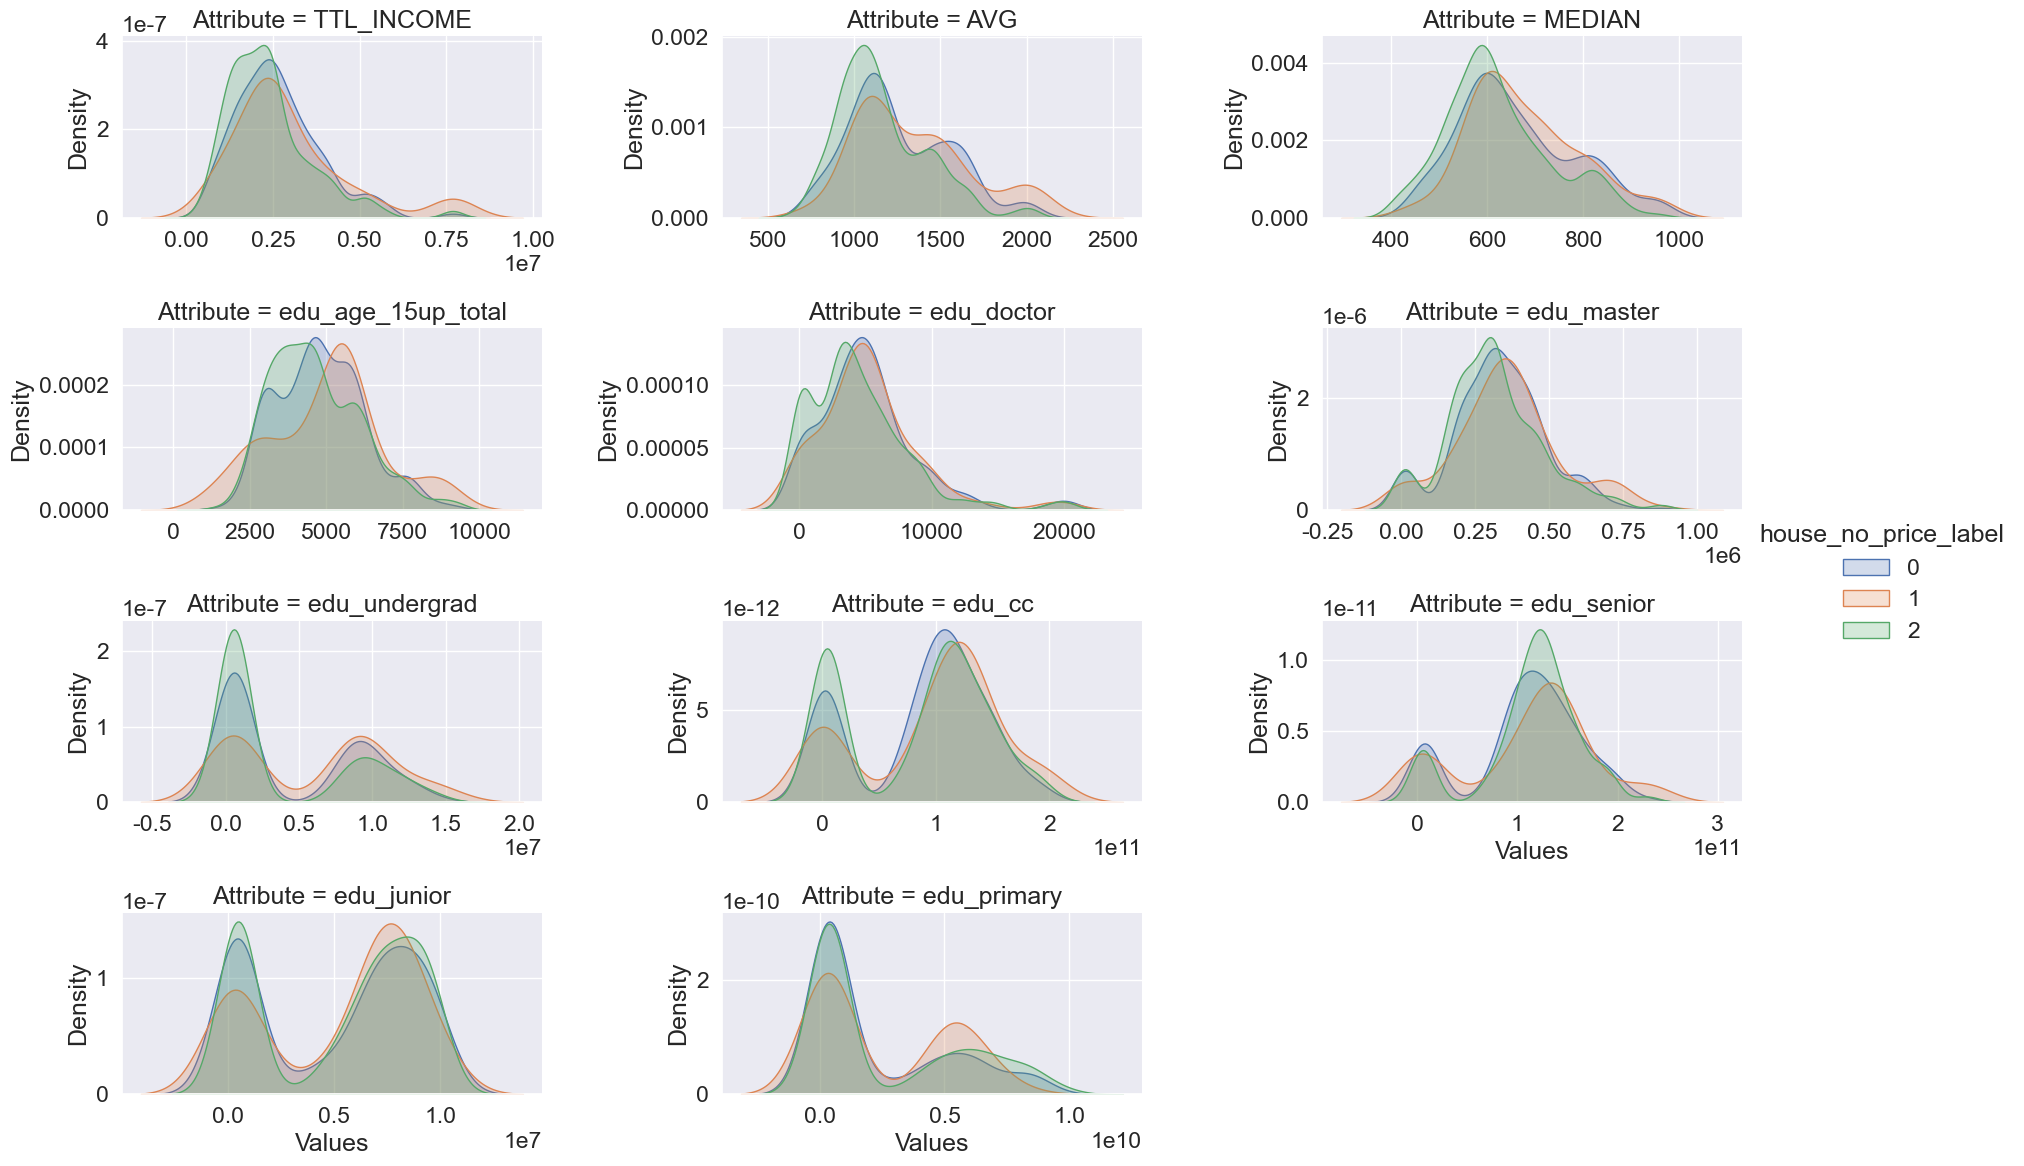 Attribute = TTL_INCOME
1e-7
Density
4
2
0
0.00 0.25 0.50 0.75 1.00
1e7
Attribute = AVG
Density
0.002
0.001
0.000
500 1000 1500 2000 2500
Attribute = MEDIAN
Density
0.004
0.002
0.000
400 600 800 1000
Attribute = edu_age_15up_total
Density
0.0002
0.0001
0.0000
0 2500 5000 7500 10000
Attribute = edu_doctor
Density
0.00010
0.00005
0.00000
0 10000 20000
Attribute = edu_master
1e-6
Density
2
0
-0.25 0.00 0.25 0.50 0.75 1.00
1e6
house_no_price_label
0
1
2
Attribute = edu_undergrad
1e-7
Density
2
1
0
-0.5 0.0 0.5 1.0 1.5 2.0
1e7
Attribute = edu_cc
1e-12
Density
5
0
0 1 2
1e11
Attribute = edu_senior
1e-11
Density
1.0
0.5
0.0
0 1 2 3
1e11
Values
Attribute = edu_junior
1e-7
Density
1
0
0.0 0.5 1.0
1e7
Values
Attribute = edu_primary
1e-10
Density
2
0
0.0 0.5 1.0
1e10
Values